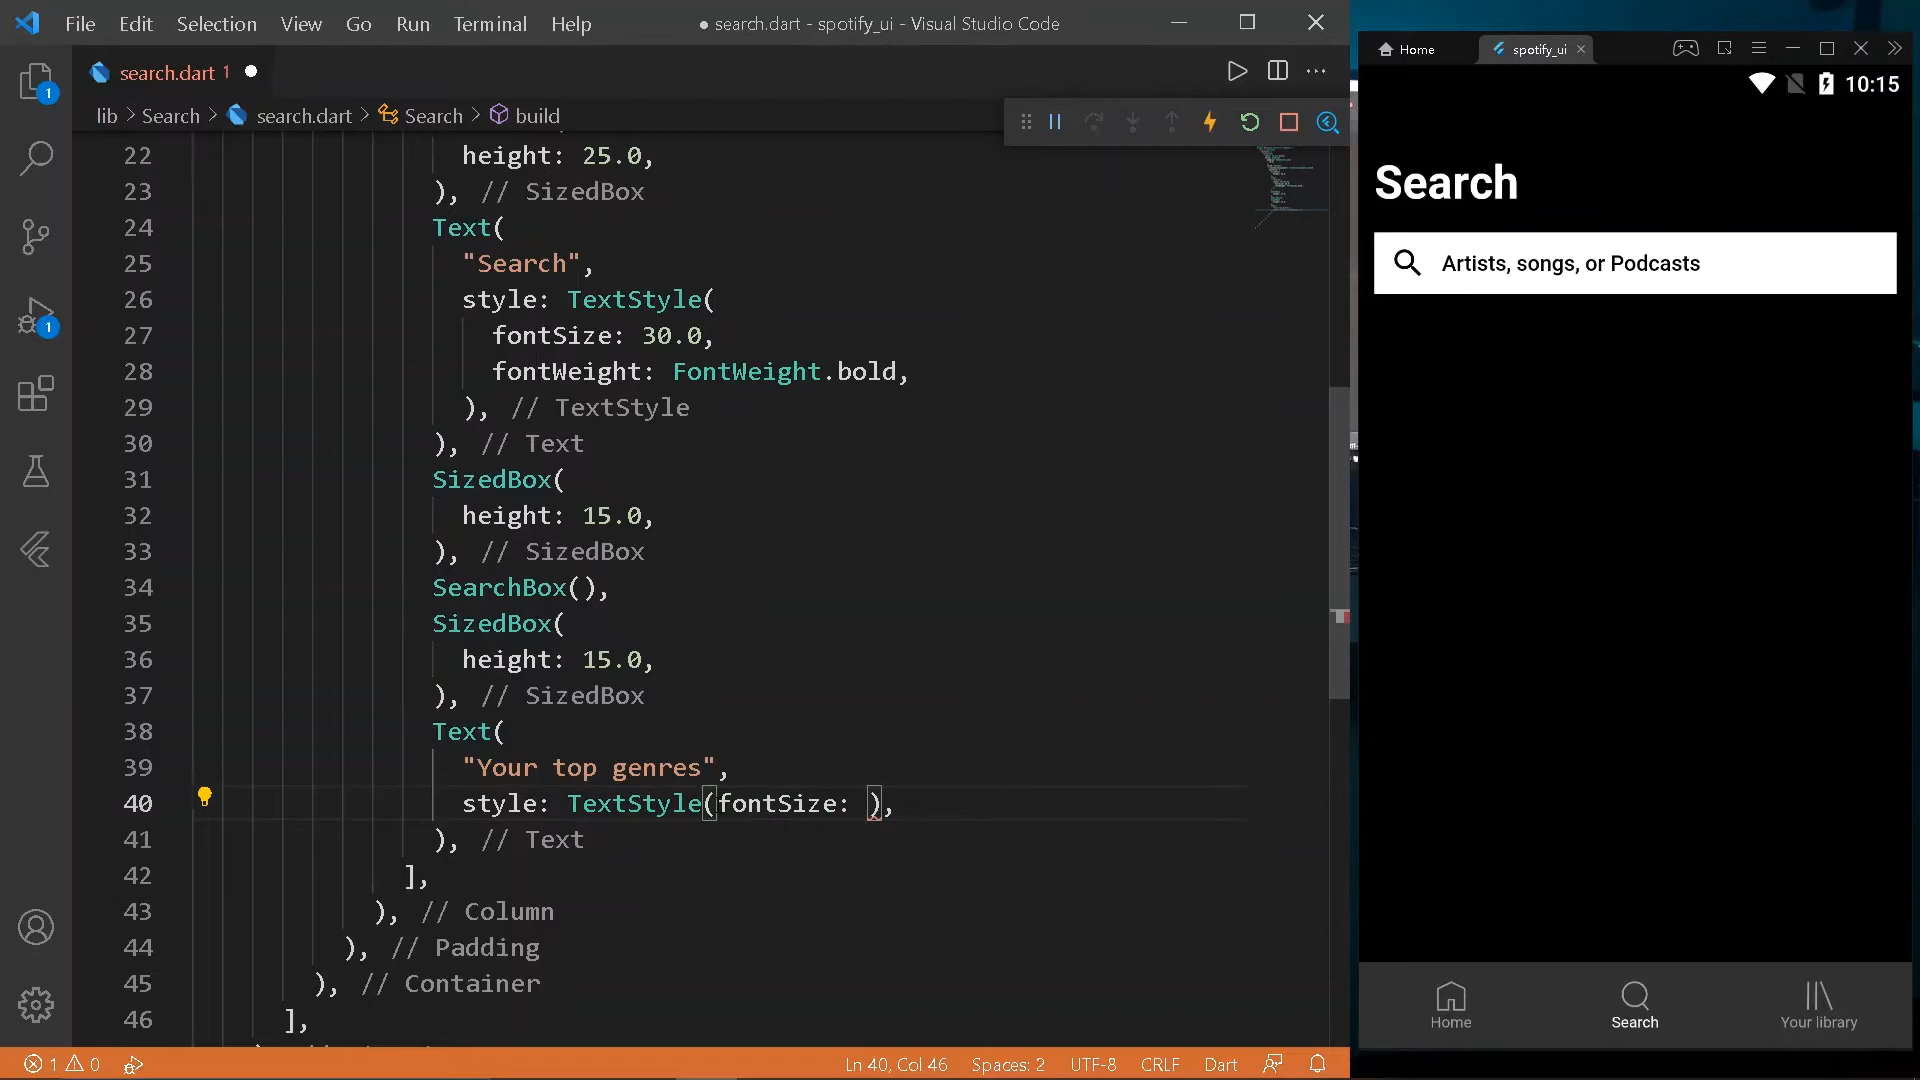 File Edit Selection View Go Run Terminal Help ● search.dart - spotify_ui - Visual Studio Code
search.dart 1
lib > Search > search.dart > Search > build
22 height: 25.0,
23 ), // SizedBox
24 Text(
25 "Search",
26 style: TextStyle(
27 fontSize: 30.0,
28 fontWeight: FontWeight.bold,
29 ), // TextStyle
30 ), // Text
31 SizedBox(
32 height: 15.0,
33 ), // SizedBox
34 SearchBox(),
35 SizedBox(
36 height: 15.0,
37 ), // SizedBox
38 Text(
39 "Your top genres",
40 style: TextStyle(fontSize: ),
41 ), // Text
42 ],
43 ), // Column
44 ), // Padding
45 ), // Container
46 ],
1
1
1 0 Ln 40, Col 46 Spaces: 2 UTF-8 CRLF Dart
Home spotify_ui
10:15
Search
Artists, songs, or Podcasts
Home Search Your library